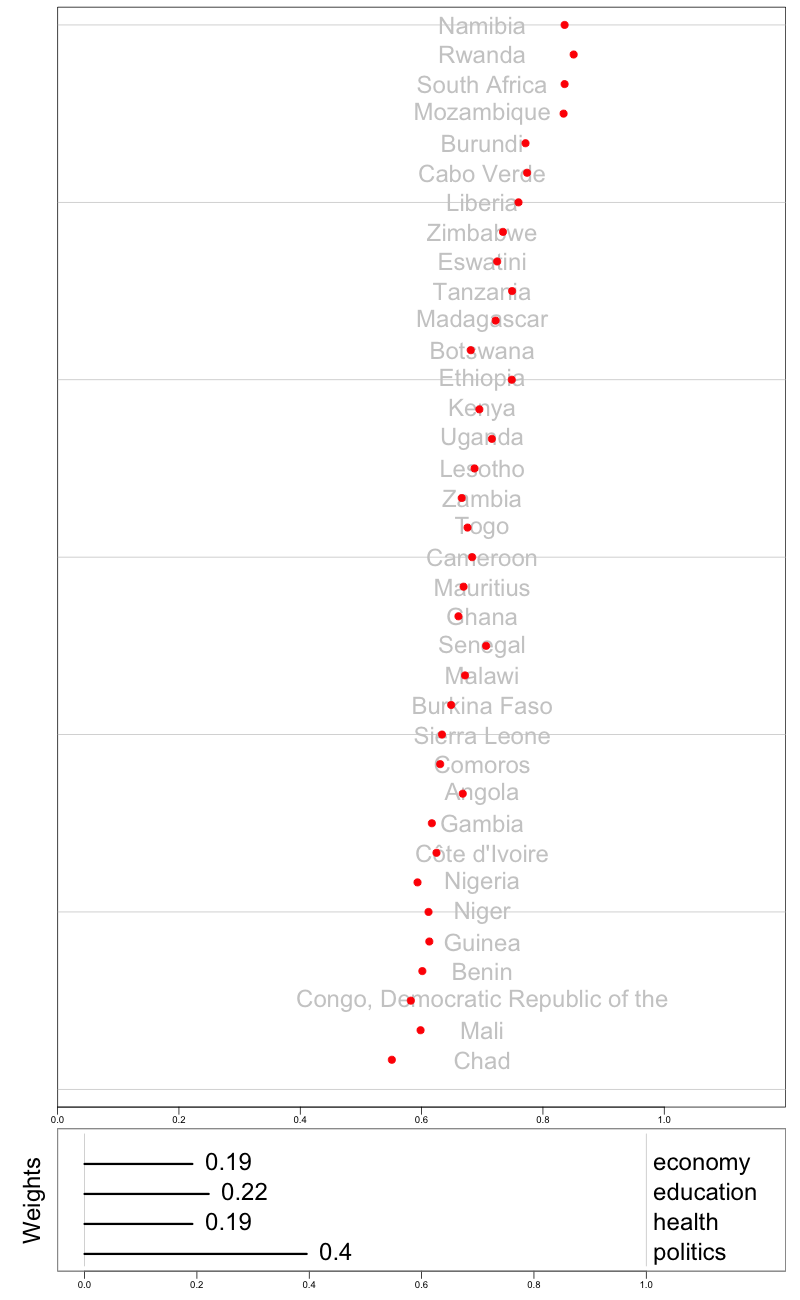 Namibia
Rwanda
South Africa
Mozambique
Burundi
Cabo Verde
Liberia
Zimbabwe
Eswatini
Tanzania
Madagascar
Botswana
Ethiopia
Kenya
Uganda
Lesotho
Zambia
Togo
Cameroon
Mauritius
Ghana
Senegal
Malawi
Burkina Faso
Sierra Leone
Comoros
Angola
Gambia
Côte d'Ivoire
Nigeria
Niger
Guinea
Benin
Congo, Democratic Republic of the
Mali
Chad
0.0 0.2 0.4 0.6 0.8 1.0
Weights
0.19 economy
0.22 education
0.19 health
0.4 politics
0.0 0.2 0.4 0.6 0.8 1.0